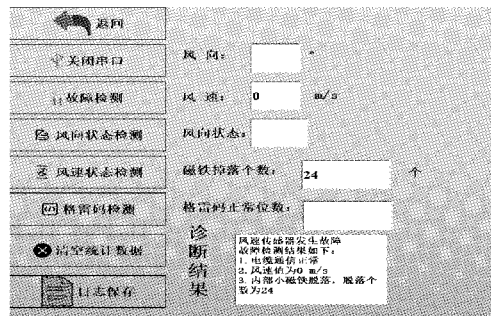 返回
关闭串口
故障检测
风向状态检测
风速状态检测
格雷码检测
清空统计数据
日志保存
风 向: °
风 速: 0 m/s
风向状态:
磁铁掉落个数: 24 个
格雷码正常位数:
诊断结果
风速传感器发生故障
故障检测结果如下:
1. 电缆通信正常
2. 风速值为0 m/s
3. 内部小磁铁脱落, 脱落个
数为24